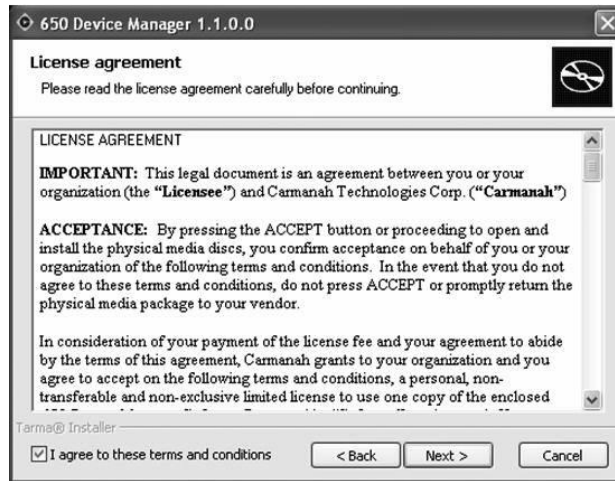 650 Device Manager 1.1.0.0
License agreement
Please read the license agreement carefully before continuing.
LICENSE AGREEMENT
IMPORTANT: This legal document is an agreement between you or your
organization (the “Licensee”) and Carmanah Technologies Corp. (“Carmanah”)
ACCEPTANCE: By pressing the ACCEPT button or proceeding to open and
install the physical media discs, you confirm acceptance on behalf of you or your
organization of the following terms and conditions. In the event that you do not
agree to these terms and conditions, do not press ACCEPT or promptly return the
physical media package to your vendor.
In consideration of your payment of the license fee and your agreement to abide
by the terms of this agreement, Carmanah grants to your organization and you
agree to accept on the following terms and conditions, a personal, non-
transferable and non-exclusive limited license to use one copy of the enclosed
Tarma® Installer
I agree to these terms and conditions
< Back
Next >
Cancel